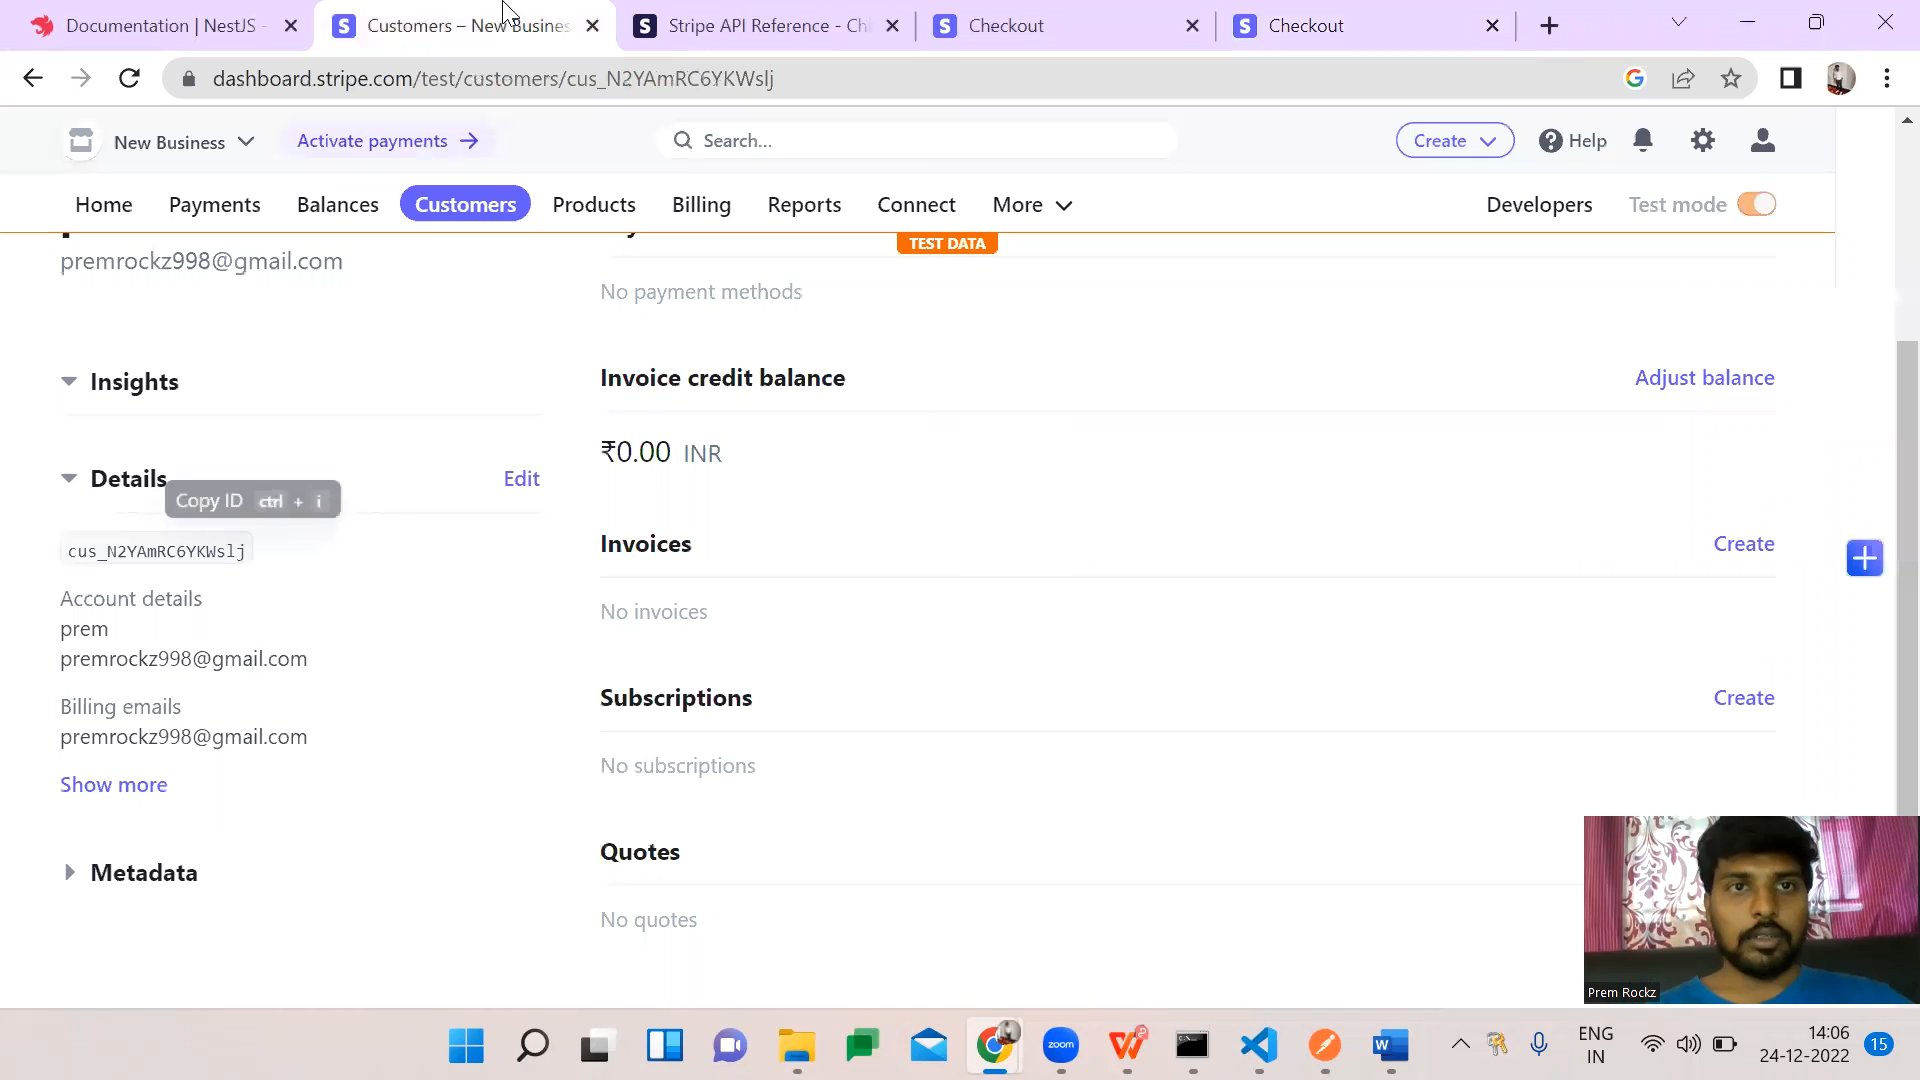 Documentation | NestJS -
Customers – New Busines
Stripe API Reference - Ch
Checkout
Checkout
dashboard.stripe.com/test/customers/cus_N2YAmRC6YKWslj
New Business
Activate payments →
Search...
Create
Help
Home
Payments
Balances
Customers
Products
Billing
Reports
Connect
More
Developers
Test mode
TEST DATA
premrockz998@gmail.com
No payment methods
Insights
Invoice credit balance
Adjust balance
₹0.00 INR
Details
Edit
Copy ID ctrl + i
cus_N2YAmRC6YKWslj
Invoices
Create
No invoices
Account details
prem
premrockz998@gmail.com
Billing emails
premrockz998@gmail.com
Show more
Subscriptions
Create
No subscriptions
Metadata
Quotes
No quotes
Prem Rockz
zoom
ENG
IN
14:06
24-12-2022
15